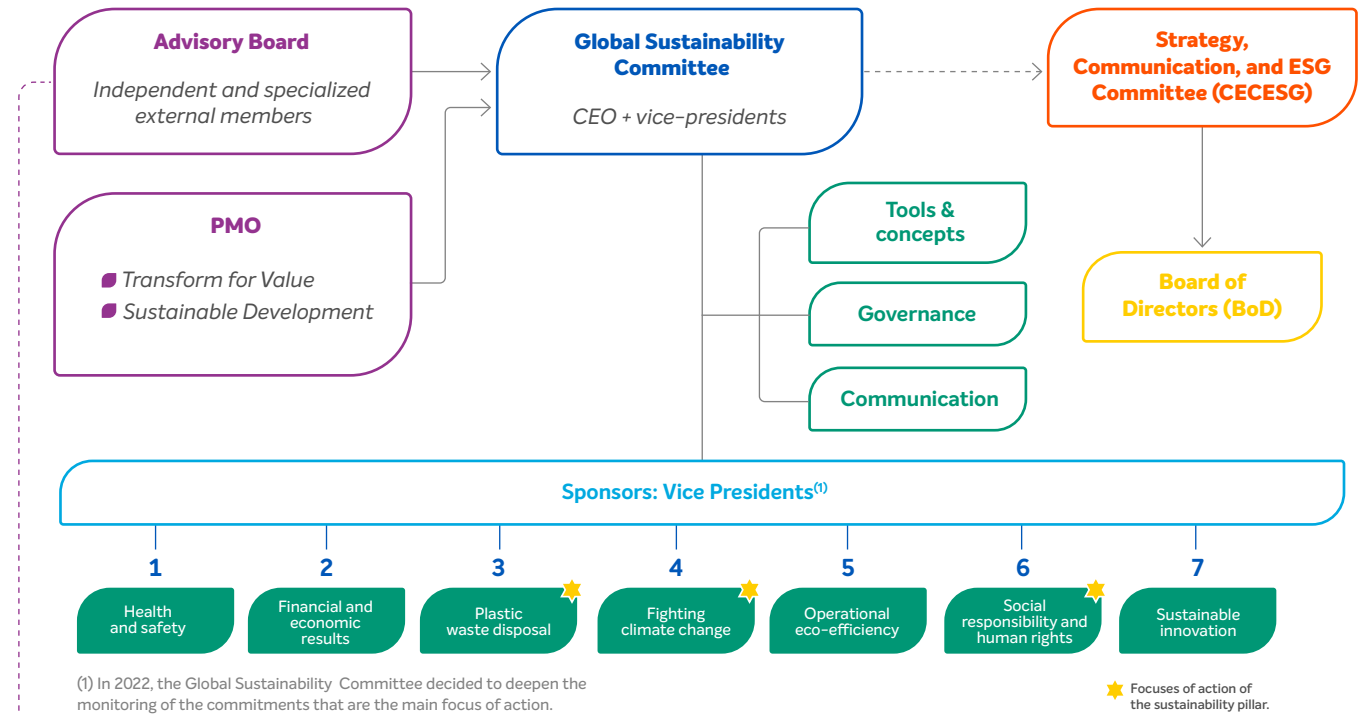 Advisory Board
Independent and specialized
external members
Global Sustainability
Committee
CEO + vice-presidents
Strategy,
Communication, and ESG
Committee (CECESG)
PMO
Transform for Value
Sustainable Development
Tools &
concepts
Governance
Communication
Board of
Directors (BoD)
Sponsors: Vice Presidents(1)
1
Health
and safety
2
Financial and
economic
results
3
Plastic
waste disposal
4
Fighting
climate change
5
Operational
eco-efficiency
6
Social
responsibility and
human rights
7
Sustainable
innovation
(1) In 2022, the Global Sustainability Committee decided to deepen the
monitoring of the commitments that are the main focus of action.
Focuses of action of
the sustainability pillar.